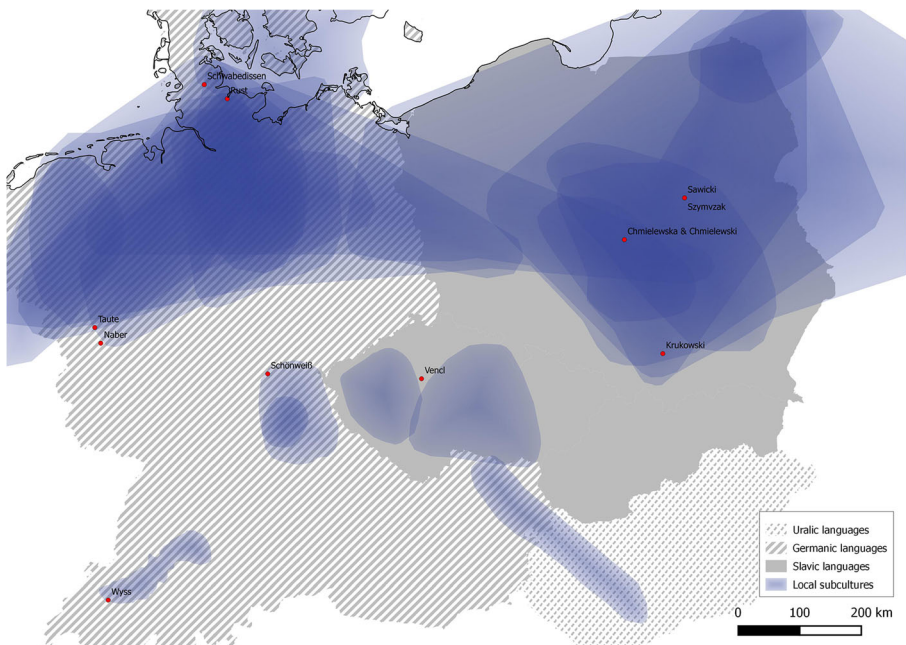 Schwabedissen
Rust
Sawicki
Szymvzak
Chmielewska & Chmielewski
Taute
Naber
Krukowski
Schönweiß
Vencl
Wyss
Uralic languages
Germanic languages
Slavic languages
Local subcultures
0 100 200 km